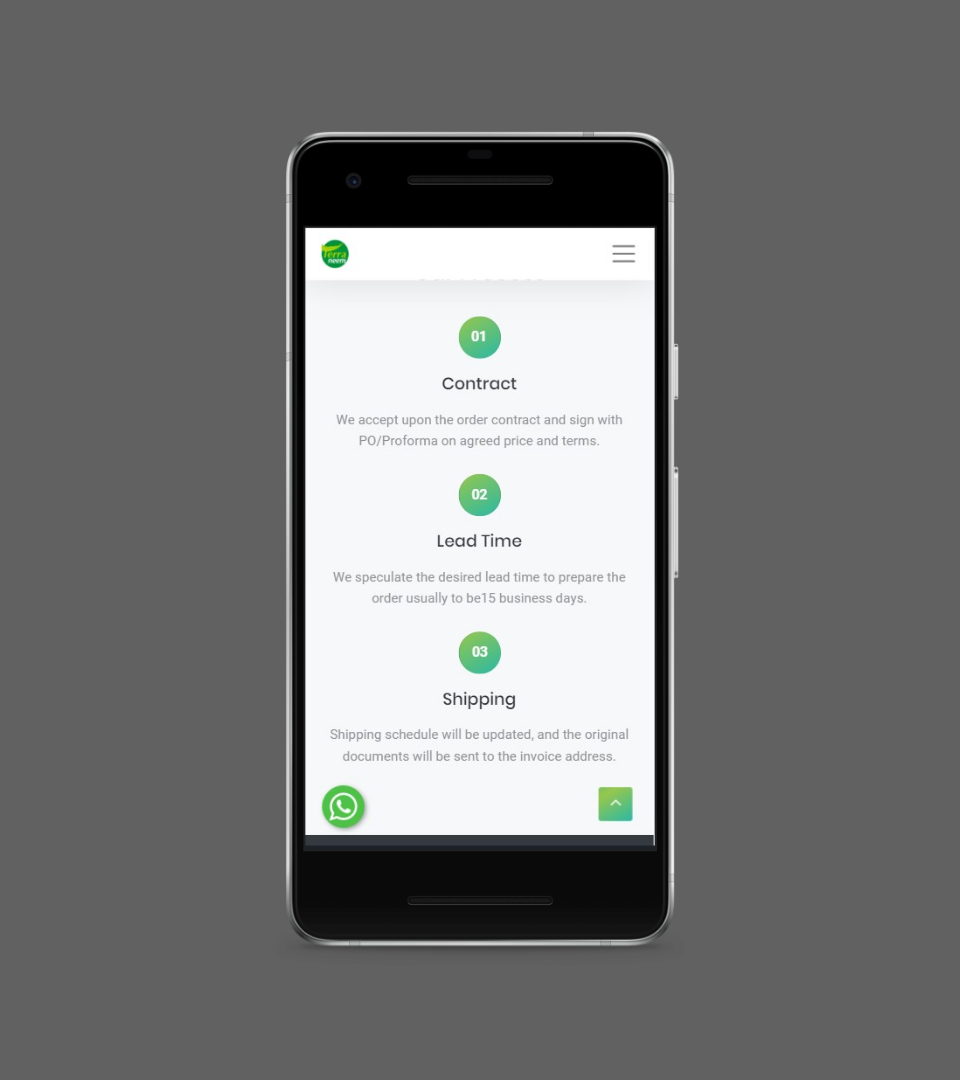 Terra
neem
01
Contract
We accept upon the order contract and sign with
PO/Proforma on agreed price and terms.
02
Lead Time
We speculate the desired lead time to prepare the
order usually to be15 business days.
03
Shipping
Shipping schedule will be updated, and the original
documents will be sent to the invoice address.